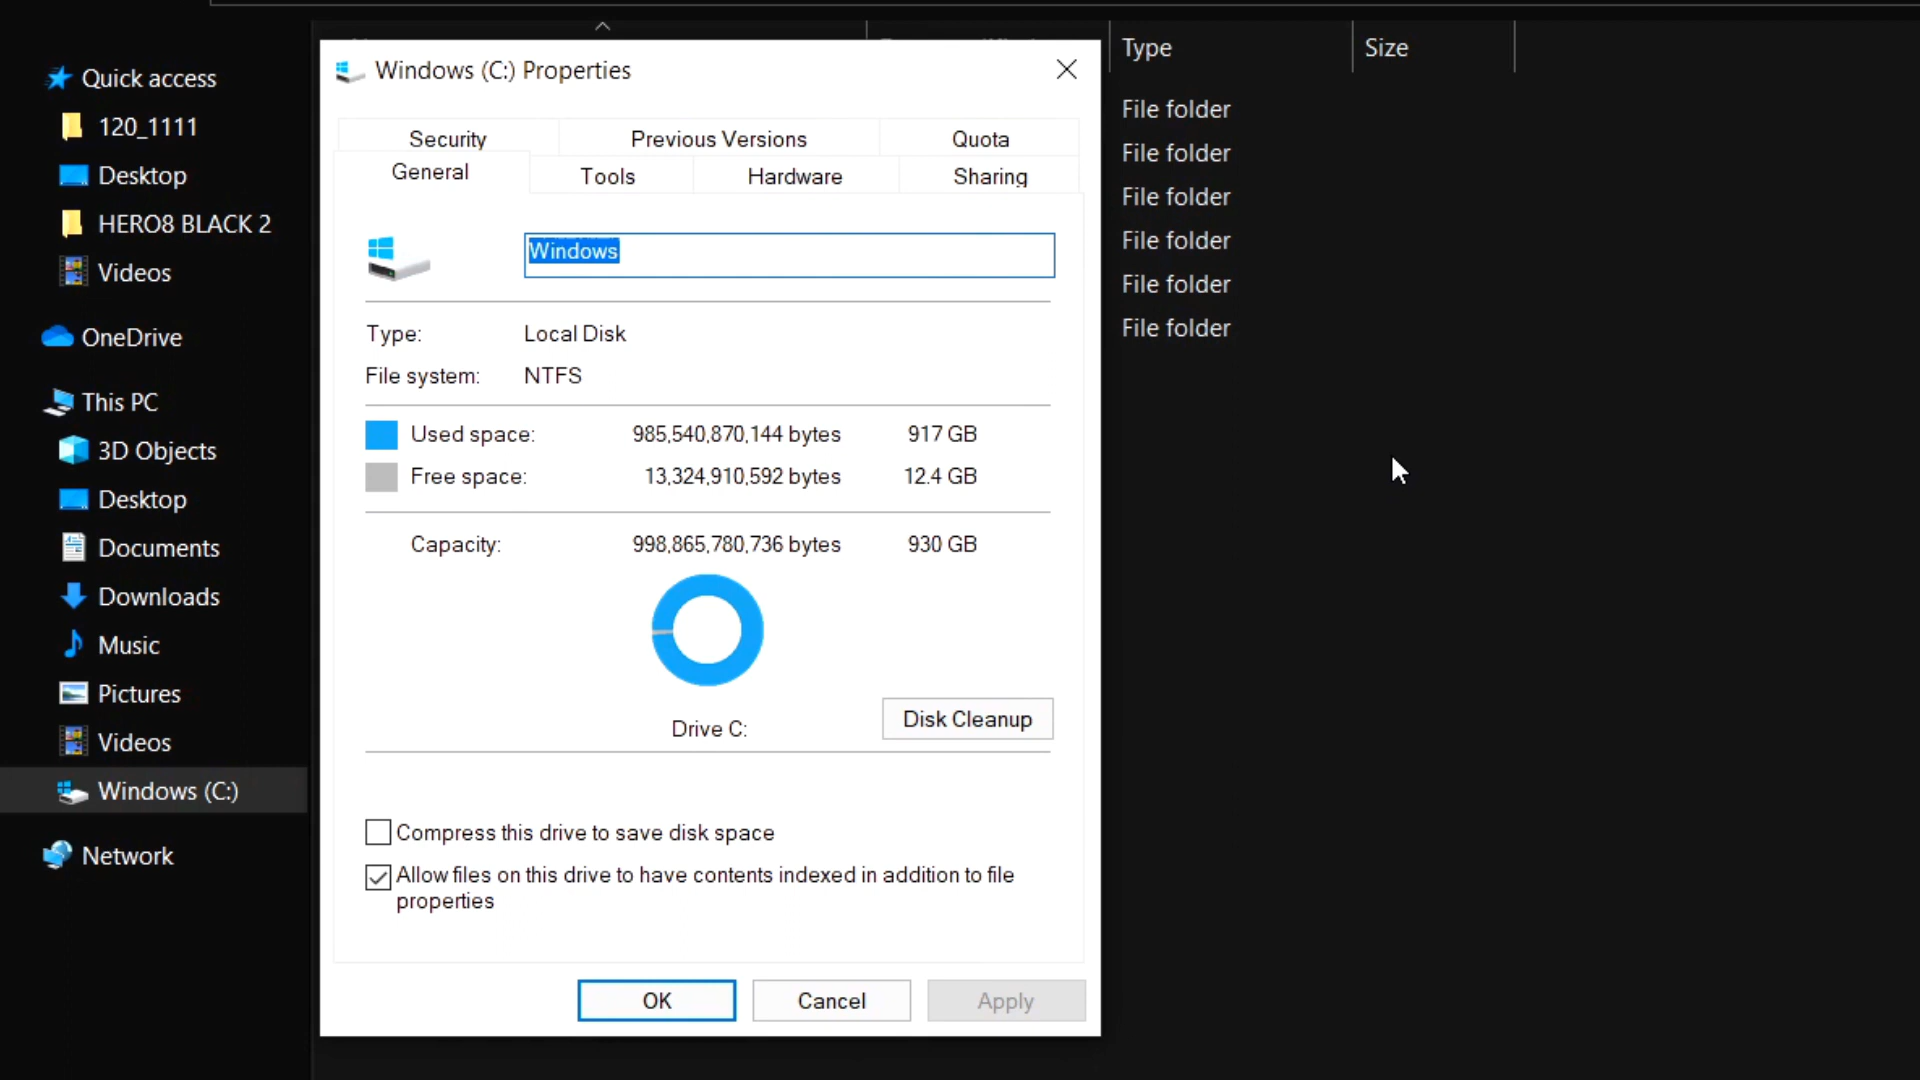 Quick access
120_1111
Desktop
HERO8 BLACK 2
Videos
OneDrive
This PC
3D Objects
Desktop
Documents
Downloads
Music
Pictures
Videos
Windows (C:)
Network
Windows (C:) Properties
Security Previous Versions Quota
General Tools Hardware Sharing
Windows
Type: Local Disk
File system: NTFS
Used space: 985,540,870,144 bytes 917 GB
Free space: 13,324,910,592 bytes 12.4 GB
Capacity: 998,865,780,736 bytes 930 GB
Drive C:
Disk Cleanup
Compress this drive to save disk space
Allow files on this drive to have contents indexed in addition to file
properties
OK Cancel Apply
Type Size
File folder
File folder
File folder
File folder
File folder
File folder